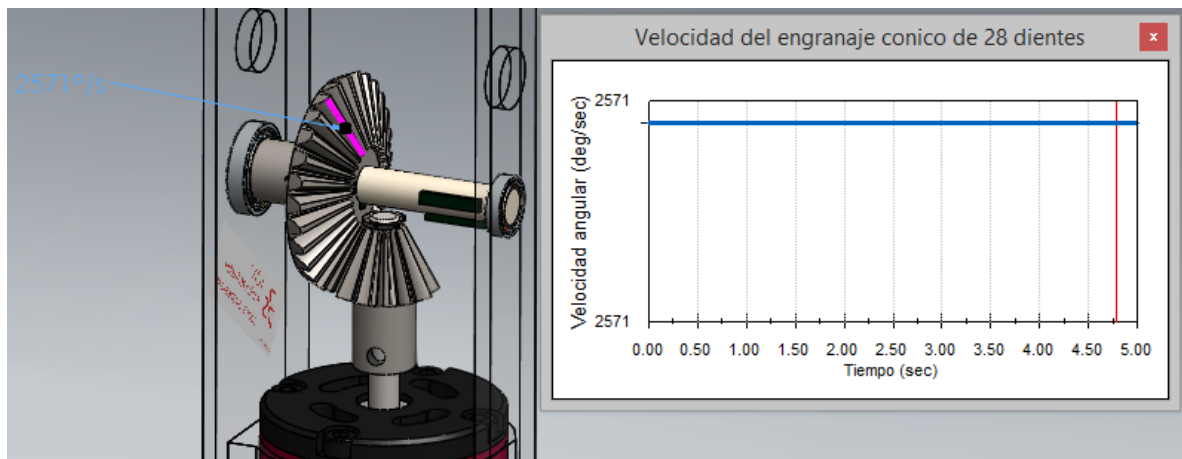 2571°/s
Velocidad del engranaje conico de 28 dientes
x
2571
Velocidad angular (deg/sec)
2571
0.00 0.50 1.00 1.50 2.00 2.50 3.00 3.50 4.00 4.50 5.00
Tiempo (sec)